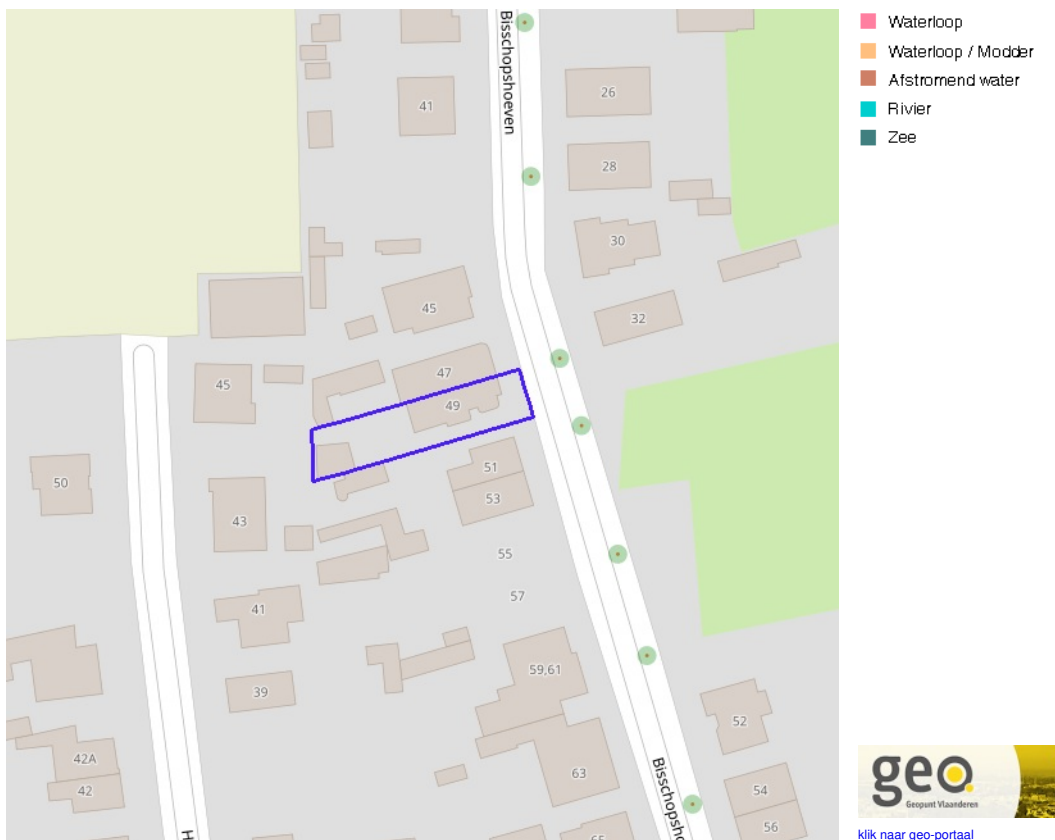 Bisschopshoeven
41
26
28
30
32
45
47
49
45
50
43
51
53
55
57
41
39
59,61
63
52
54
56
42A
42
65
H
Bisschopsh
Waterloop
Waterloop / Modder
Afstromend water
Rivier
Zee
geo.
Geopunt Vlaanderen
klik naar geo-portaal